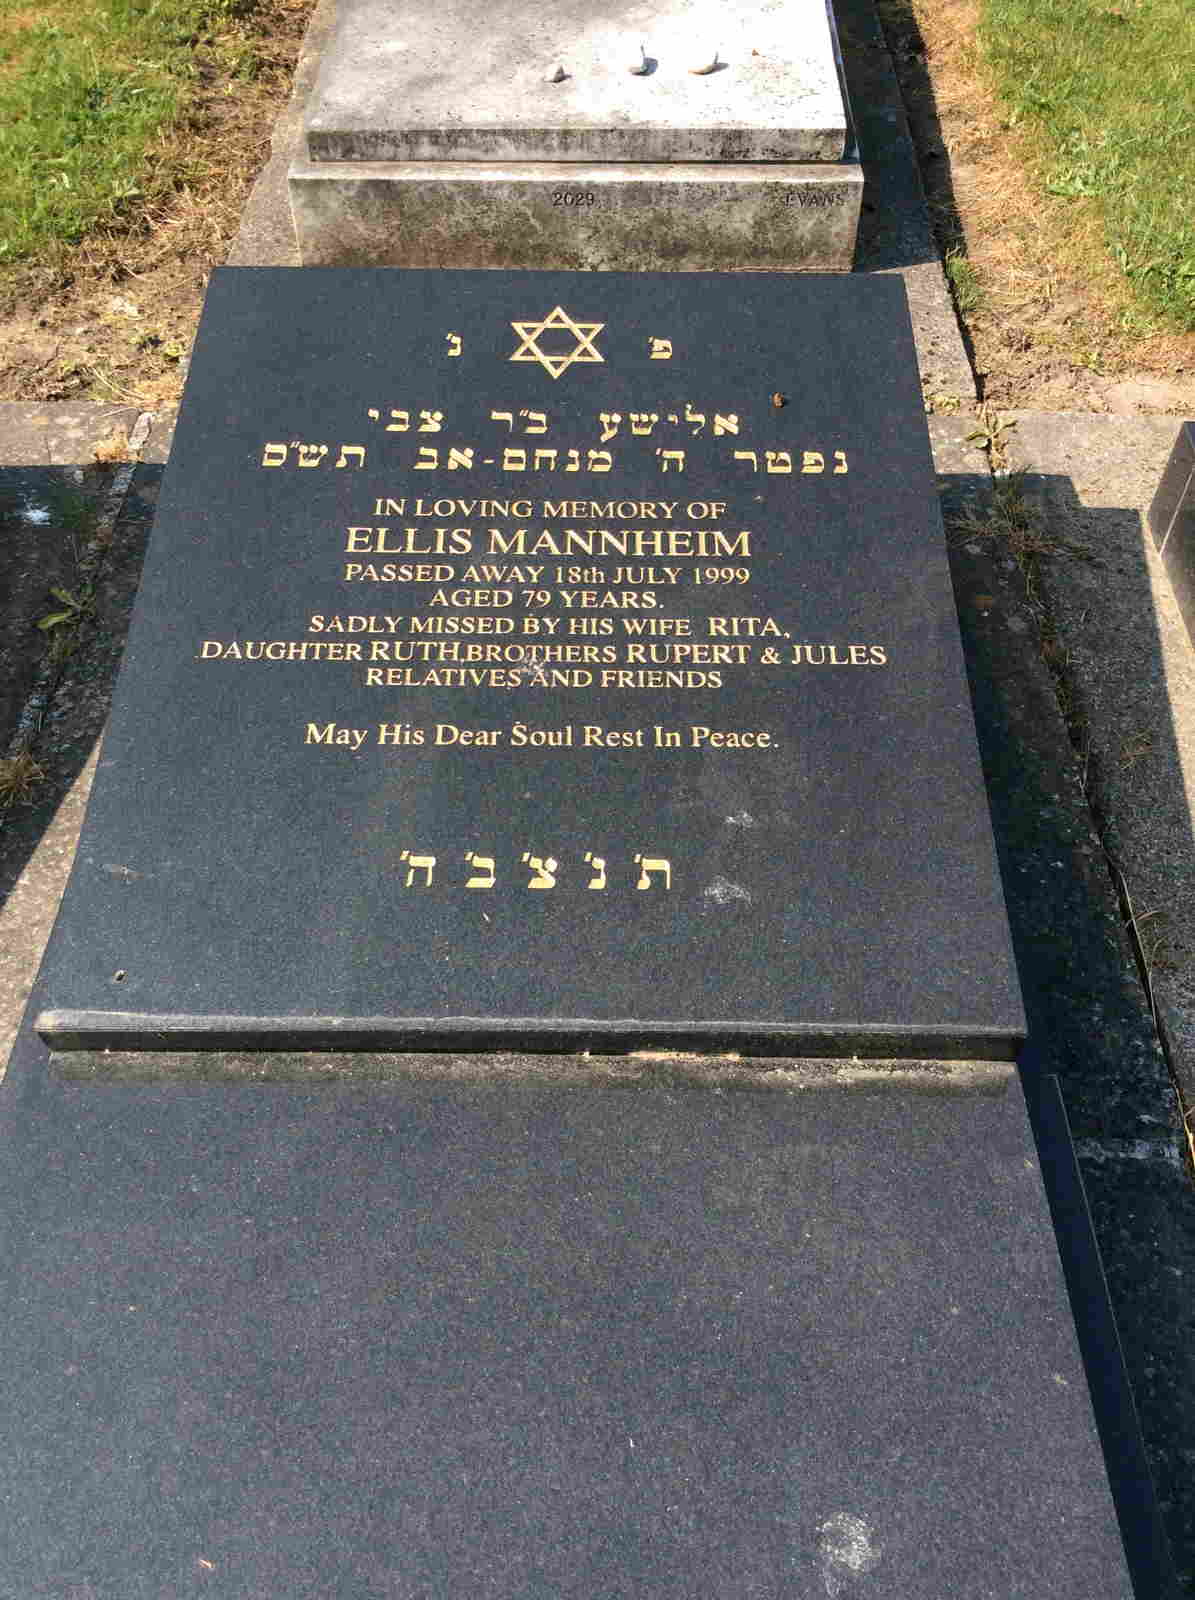 2029 EVANS
פ' נ'
אלישע ב"ר צבי
נפטר ה' מנחם-אב תש"ס
IN LOVING MEMORY OF
ELLIS MANNHEIM
PASSED AWAY 18th JULY 1999
AGED 79 YEARS.
SADLY MISSED BY HIS WIFE RITA,
DAUGHTER RUTH, BROTHERS RUPERT & JULES
RELATIVES AND FRIENDS
May His Dear Soul Rest In Peace.
ת' נ' צ' ב' ה'